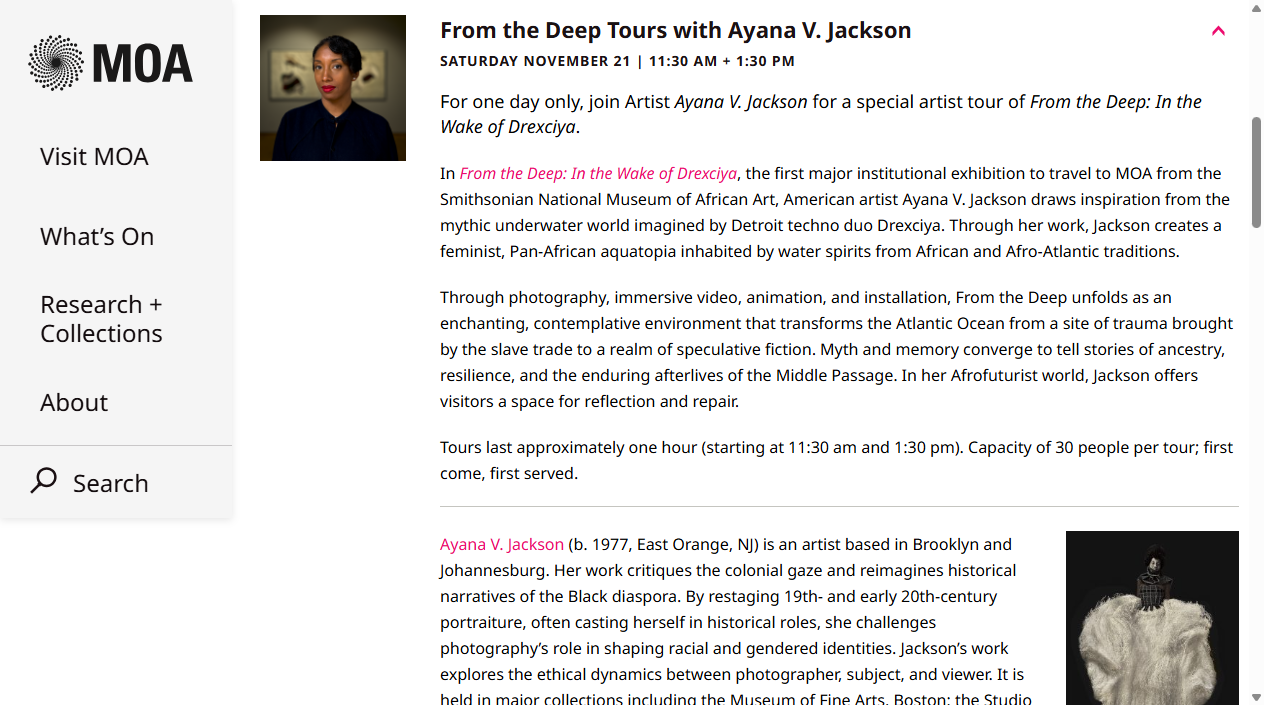 MOA
Visit MOA
What's On
Research +
Collections
About
Search
From the Deep Tours with Ayana V. Jackson
SATURDAY NOVEMBER 21 | 11:30 AM + 1:30 PM
For one day only, join Artist Ayana V. Jackson for a special artist tour of From the Deep: In the
Wake of Drexciya.
In From the Deep: In the Wake of Drexciya, the first major institutional exhibition to travel to MOA from the
Smithsonian National Museum of African Art, American artist Ayana V. Jackson draws inspiration from the
mythic underwater world imagined by Detroit techno duo Drexciya. Through her work, Jackson creates a
feminist, Pan-African aquatopia inhabited by water spirits from African and Afro-Atlantic traditions.
Through photography, immersive video, animation, and installation, From the Deep unfolds as an
enchanting, contemplative environment that transforms the Atlantic Ocean from a site of trauma brought
by the slave trade to a realm of speculative fiction. Myth and memory converge to tell stories of ancestry,
resilience, and the enduring afterlives of the Middle Passage. In her Afrofuturist world, Jackson offers
visitors a space for reflection and repair.
Tours last approximately one hour (starting at 11:30 am and 1:30 pm). Capacity of 30 people per tour; first
come, first served.
Ayana V. Jackson (b. 1977, East Orange, NJ) is an artist based in Brooklyn and
Johannesburg. Her work critiques the colonial gaze and reimagines historical
narratives of the Black diaspora. By restaging 19th- and early 20th-century
portraiture, often casting herself in historical roles, she challenges
photography's role in shaping racial and gendered identities. Jackson's work
explores the ethical dynamics between photographer, subject, and viewer. It is
held in major collections including the Museum of Fine Arts, Boston; the Studio